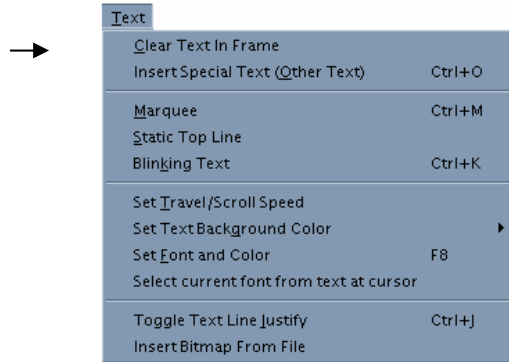 Text
Clear Text In Frame
Insert Special Text (Other Text) Ctrl+O
Marquee Ctrl+M
Static Top Line
Blinking Text Ctrl+K
Set Travel/Scroll Speed
Set Text Background Color
Set Font and Color F8
Select current font from text at cursor
Toggle Text Line Justify Ctrl+J
Insert Bitmap From File